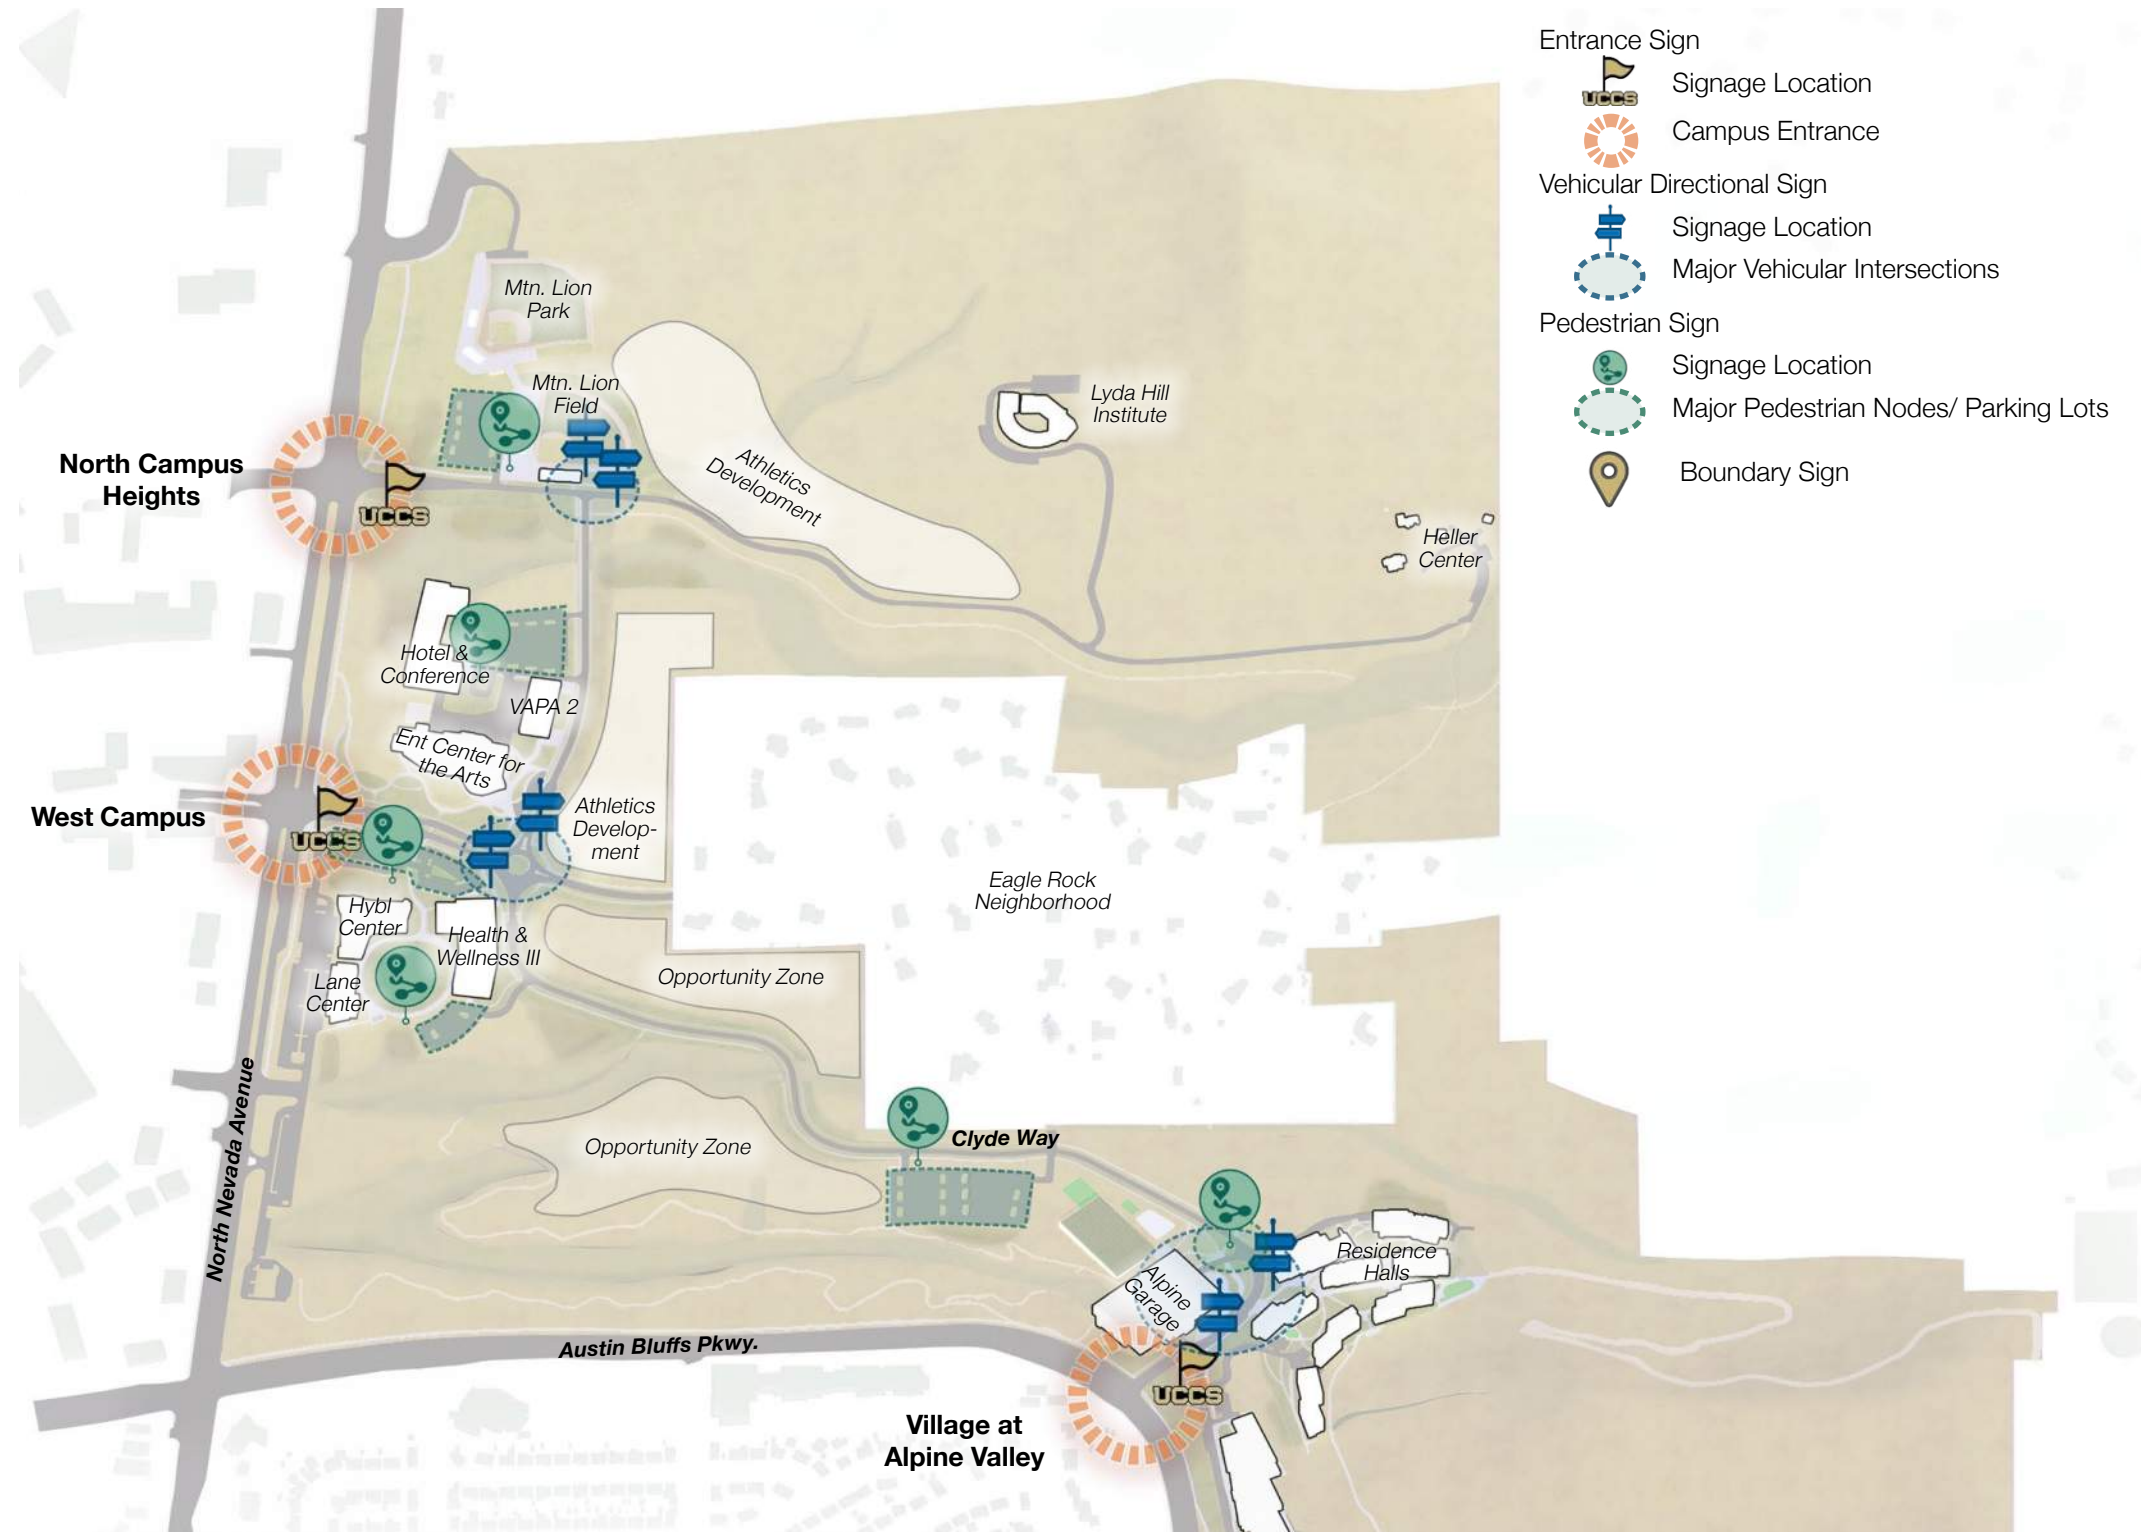 Entrance Sign
UCCS
Signage Location
Campus Entrance
Vehicular Directional Sign
Signage Location
Major Vehicular Intersections
Pedestrian Sign
Signage Location
Major Pedestrian Nodes/ Parking Lots
Boundary Sign
Mtn. Lion
Park
Mtn. Lion
Field
Lyda Hill
Institute
Athletics
Development
North Campus
Heights
UCCS
Heller
Center
Hotel &
Conference
VAPA 2
Ent Center for
the Arts
West Campus
UCCS
Athletics
Develop-
ment
Eagle Rock
Neighborhood
Hybl
Center
Health &
Wellness III
Lane
Center
Opportunity Zone
North Nevada Avenue
Opportunity Zone
Clyde Way
Residence
Halls
Alpine
Garage
Austin Bluffs Pkwy.
UCCS
Village at
Alpine Valley